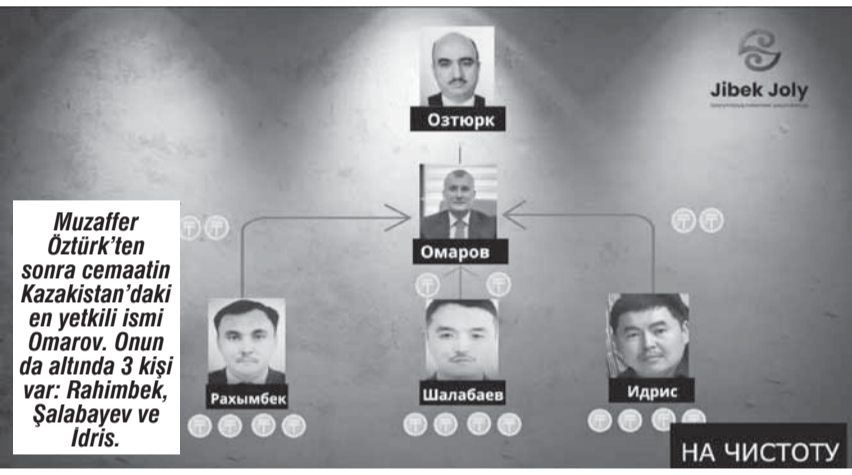 Jibek Joly
Озтюрк
Омаров
Muzaffer
Öztürk’ten
sonra cemaatin
Kazakistan’daki
en yetkili ismi
Omarov. Onun
da altında 3 kişi
var: Rahimbek,
Şalabayev ve
İdris.
Рахымбек
Шалабаев
Идрис
НА ЧИСТОТУ